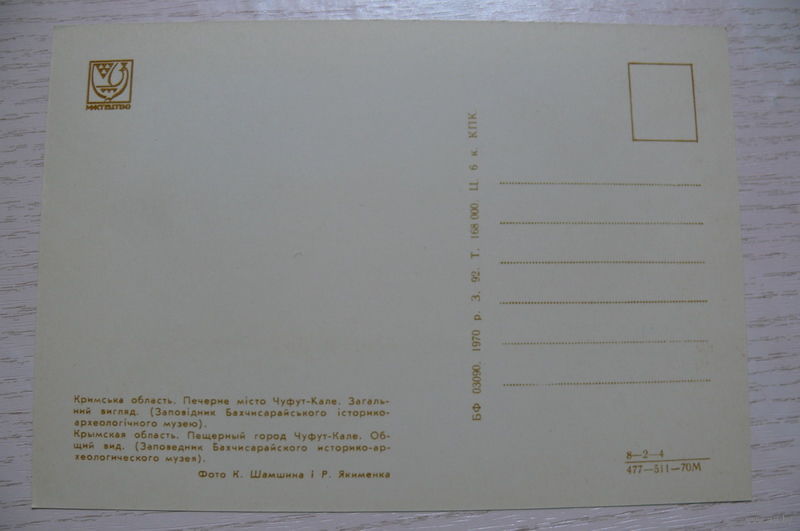 МИСТЕЦТВО
Кримська область. Печерне місто Чуфут-Кале. Загаль-
ний вигляд. (Заповідник Бахчисарайського історико-
археологічного музею).
Крымская область. Пещерный город Чуфут-Кале. Об-
щий вид. (Заповедник Бахчисарайского историко-ар-
хеологического музея).
Фото К. Шамшина і Р. Якименка
БФ 03090. 1970 р. З. 92. Т. 168 000. Ц. 6 к. КПК.
8—2—4
477—511—70М